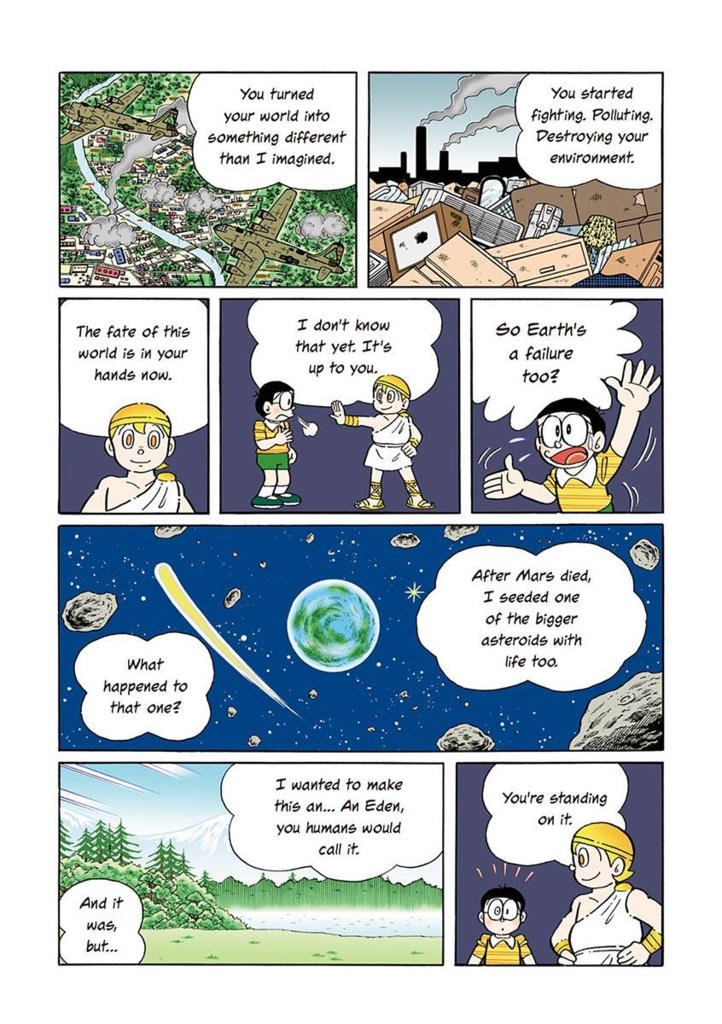 You started
fighting. Polluting.
Destroying your
environment.
You turned
your world into
something different
than I imagined.
So Earth's
a failure
too?
I don't know
that yet. It's
up to you.
The fate of this
world is in your
hands now.
After Mars died,
I seeded one
of the bigger
asteroids with
life too.
What
happened to
that one?
You're standing
on it.
I wanted to make
this an... An Eden,
you humans would
call it.
And it
was,
but...